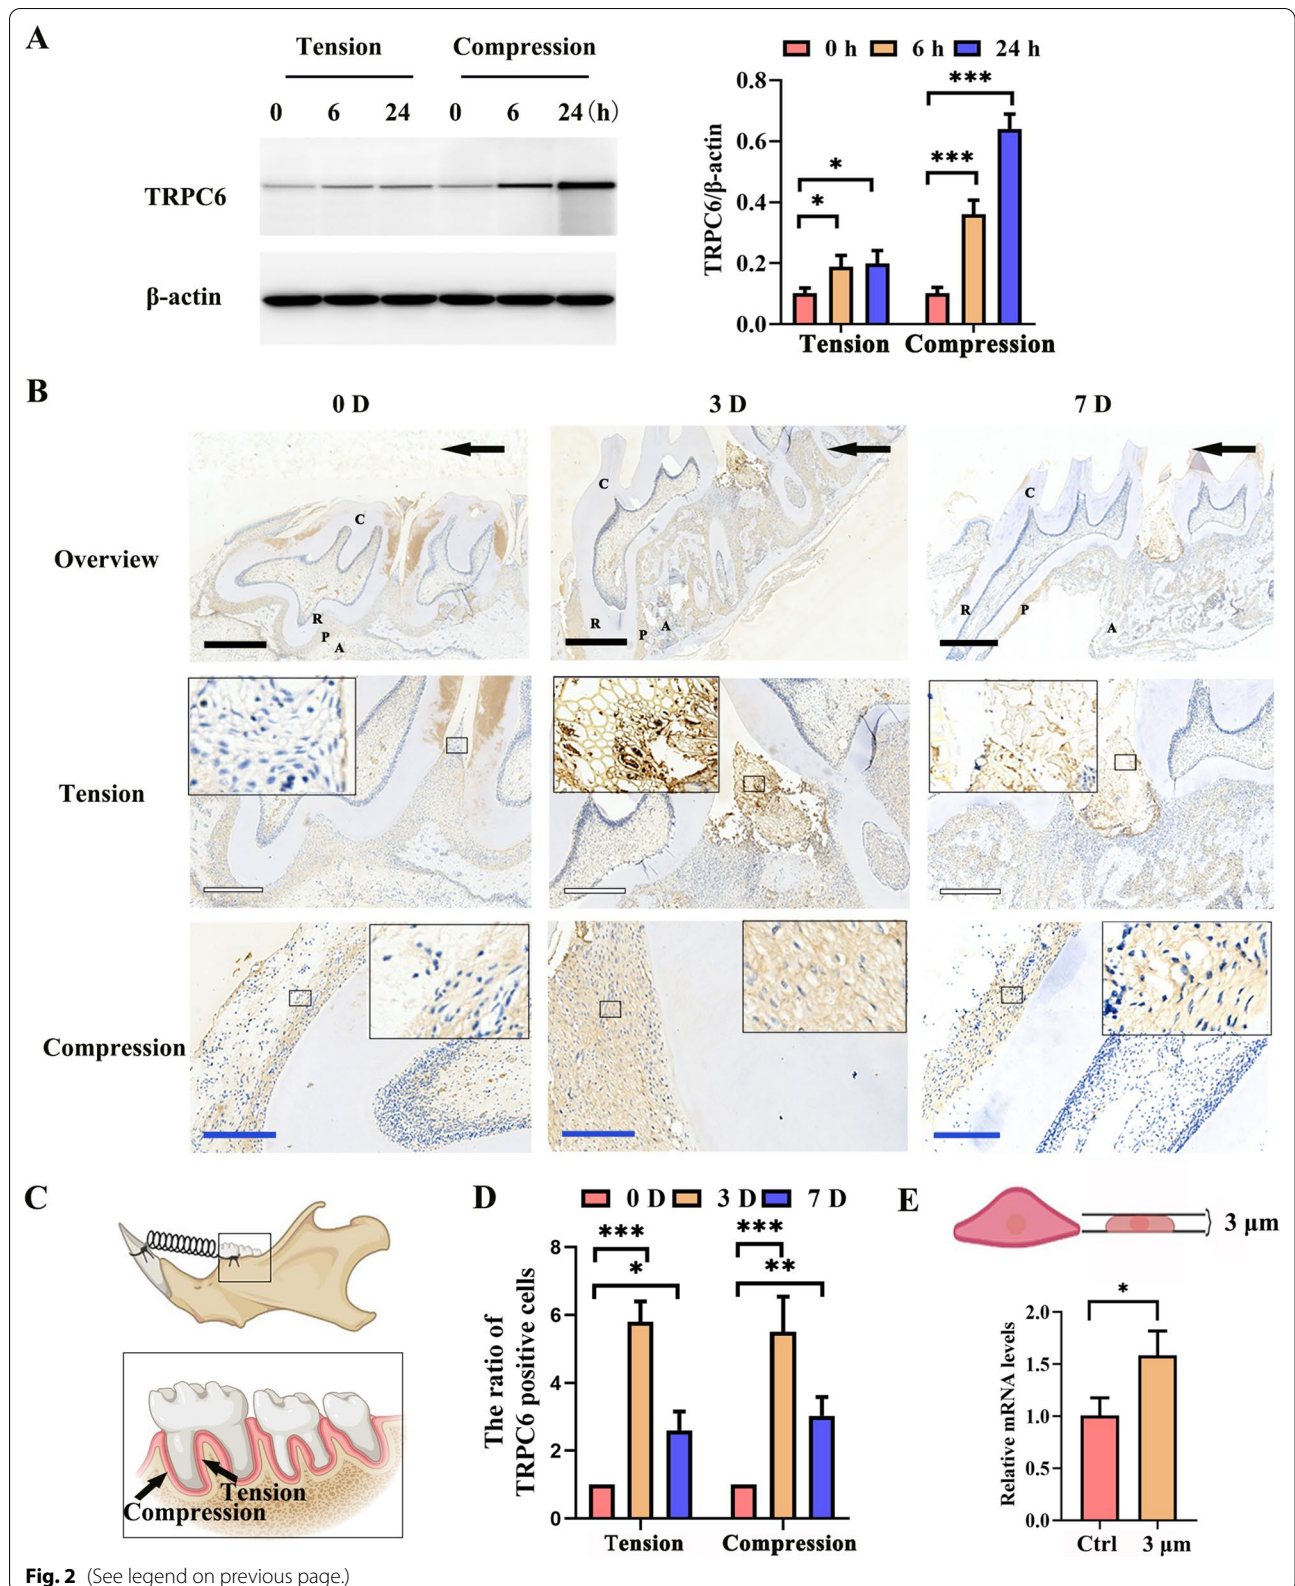 A
Tension Compression
0 6 24 0 6 24 (h)
TRPC6
β-actin
0 h 6 h 24 h
TRPC6/β-actin
0.8
0.6
0.4
0.2
0.0
*
*
***
***
Tension Compression
B
0 D 3 D 7 D
Overview
C
R
P
A
C
R
P
A
C
R
P
A
Tension
Compression
C
Tension
Compression
D
0 D 3 D 7 D
The ratio of
TRPC6 positive cells
8
6
4
2
0
***
*
***
**
Tension Compression
E
3 μm
Relative mRNA levels
2.0
1.5
1.0
0.5
0.0
*
Ctrl 3 μm
Fig. 2 (See legend on previous page.)